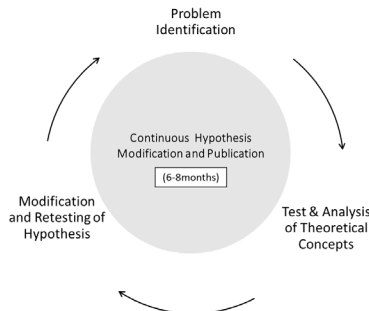 Problem
Identification
Continuous Hypothesis
Modification and Publication
(6-8months)
Modification
and Retesting of
Hypothesis
Test & Analysis
of Theoretical
Concepts